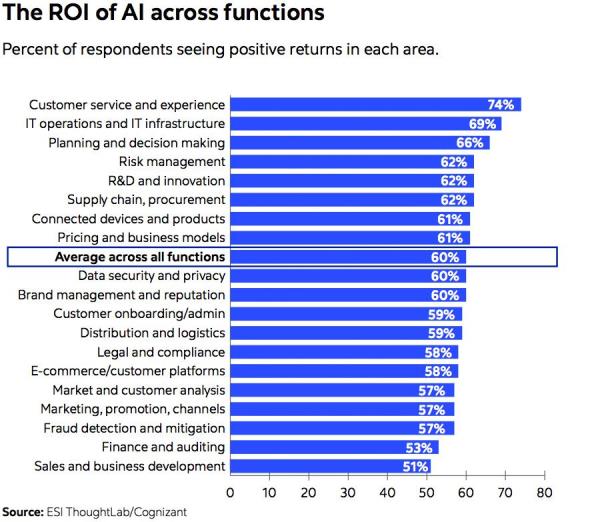 The ROI of AI across functions
Percent of respondents seeing positive returns in each area.
Customer service and experience 74%
IT operations and IT infrastructure 69%
Planning and decision making 66%
Risk management 62%
R&D and innovation 62%
Supply chain, procurement 62%
Connected devices and products 61%
Pricing and business models 61%
Average across all functions 60%
Data security and privacy 60%
Brand management and reputation 60%
Customer onboarding/admin 59%
Distribution and logistics 59%
Legal and compliance 58%
E-commerce/customer platforms 58%
Market and customer analysis 57%
Marketing, promotion, channels 57%
Fraud detection and mitigation 57%
Finance and auditing 53%
Sales and business development 51%
0 10 20 30 40 50 60 70 80
Source: ESI ThoughtLab/Cognizant